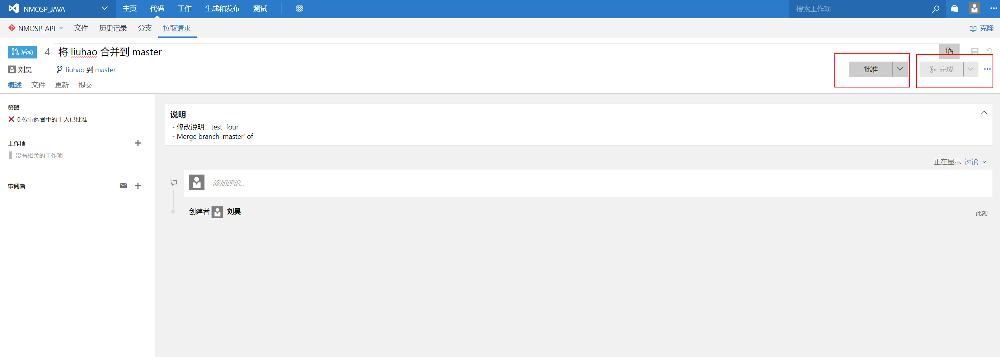 NMOSP_JAVA 主页 代码 工作 生成和发布 测试 搜索工作项
NMOSP_API 文件 历史记录 分支 拉取请求 克隆
活动 4 将 liuhao 合并到 master
刘昊 liuhao 到 master 批准 完成
概述 文件 更新 提交
策略
0 位审阅者中的 1 人已批准
工作项
没有相关的工作项
审阅者
说明
- 修改说明：test four
- Merge branch 'master' of
正在显示 讨论
添加评论...
创建者 刘昊 此刻